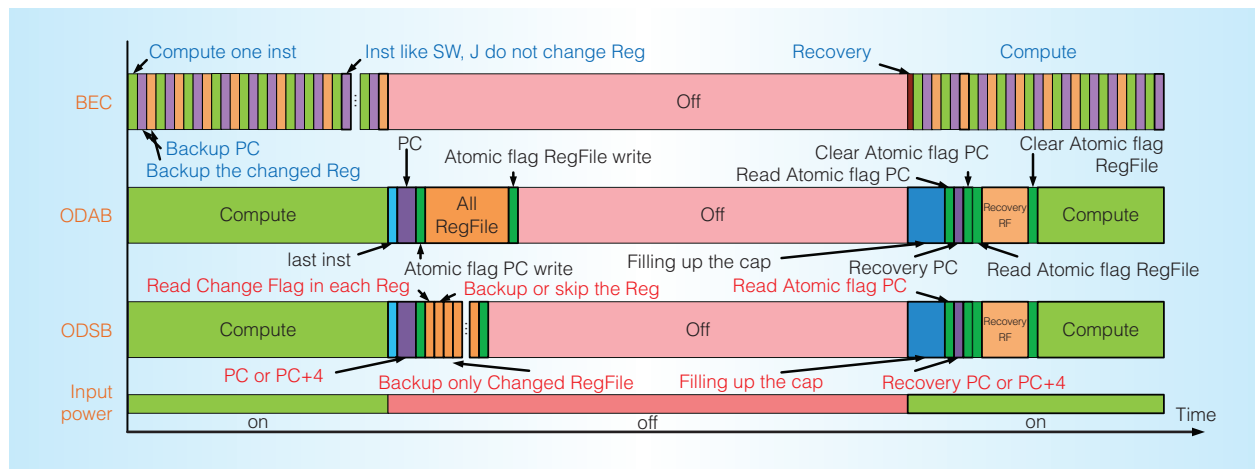 Compute one inst
Inst like SW, J do not change Reg
Recovery
Compute
BEC
...
Off
Backup PC
Backup the changed Reg
PC
Atomic flag RegFile write
Clear Atomic flag PC
Read Atomic flag PC
Clear Atomic flag
RegFile
ODAB
Compute
All
RegFile
Off
Recovery
RF
Compute
last inst
Atomic flag PC write
Filling up the cap
Recovery PC
Read Atomic flag RegFile
Read Change Flag in each Reg
Backup or skip the Reg
Read Atomic flag PC
ODSB
Compute
...
Off
Recovery
RF
Compute
PC or PC+4
Backup only Changed RegFile
Filling up the cap
Recovery PC or PC+4
Input
power
on
off
on
Time